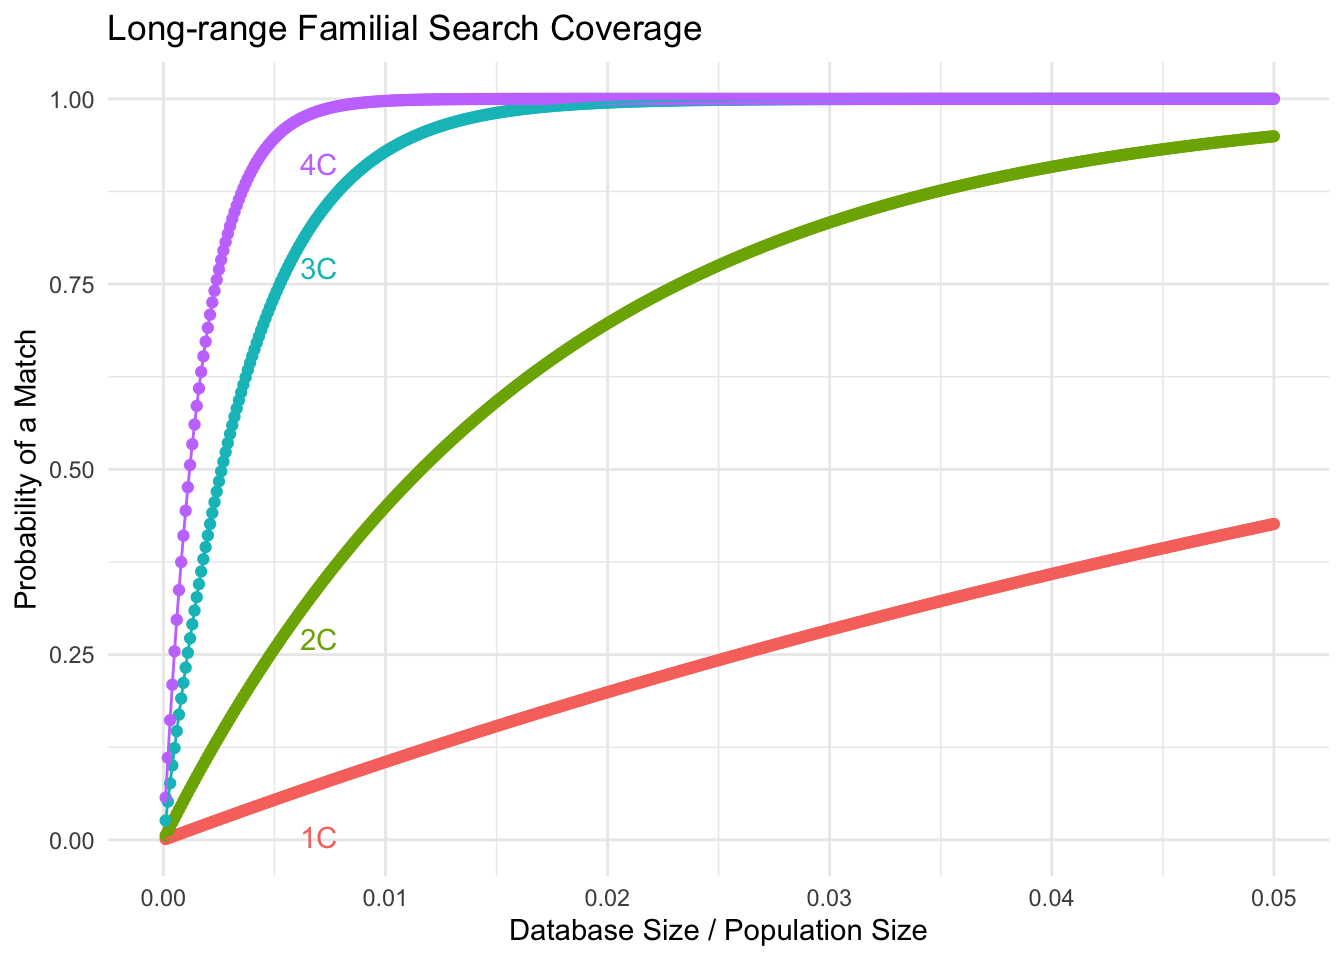 Long-range Familial Search Coverage
1.00
0.75
0.50
0.25
0.00
Probability of a Match
4C
3C
2C
1C
0.00 0.01 0.02 0.03 0.04 0.05
Database Size / Population Size